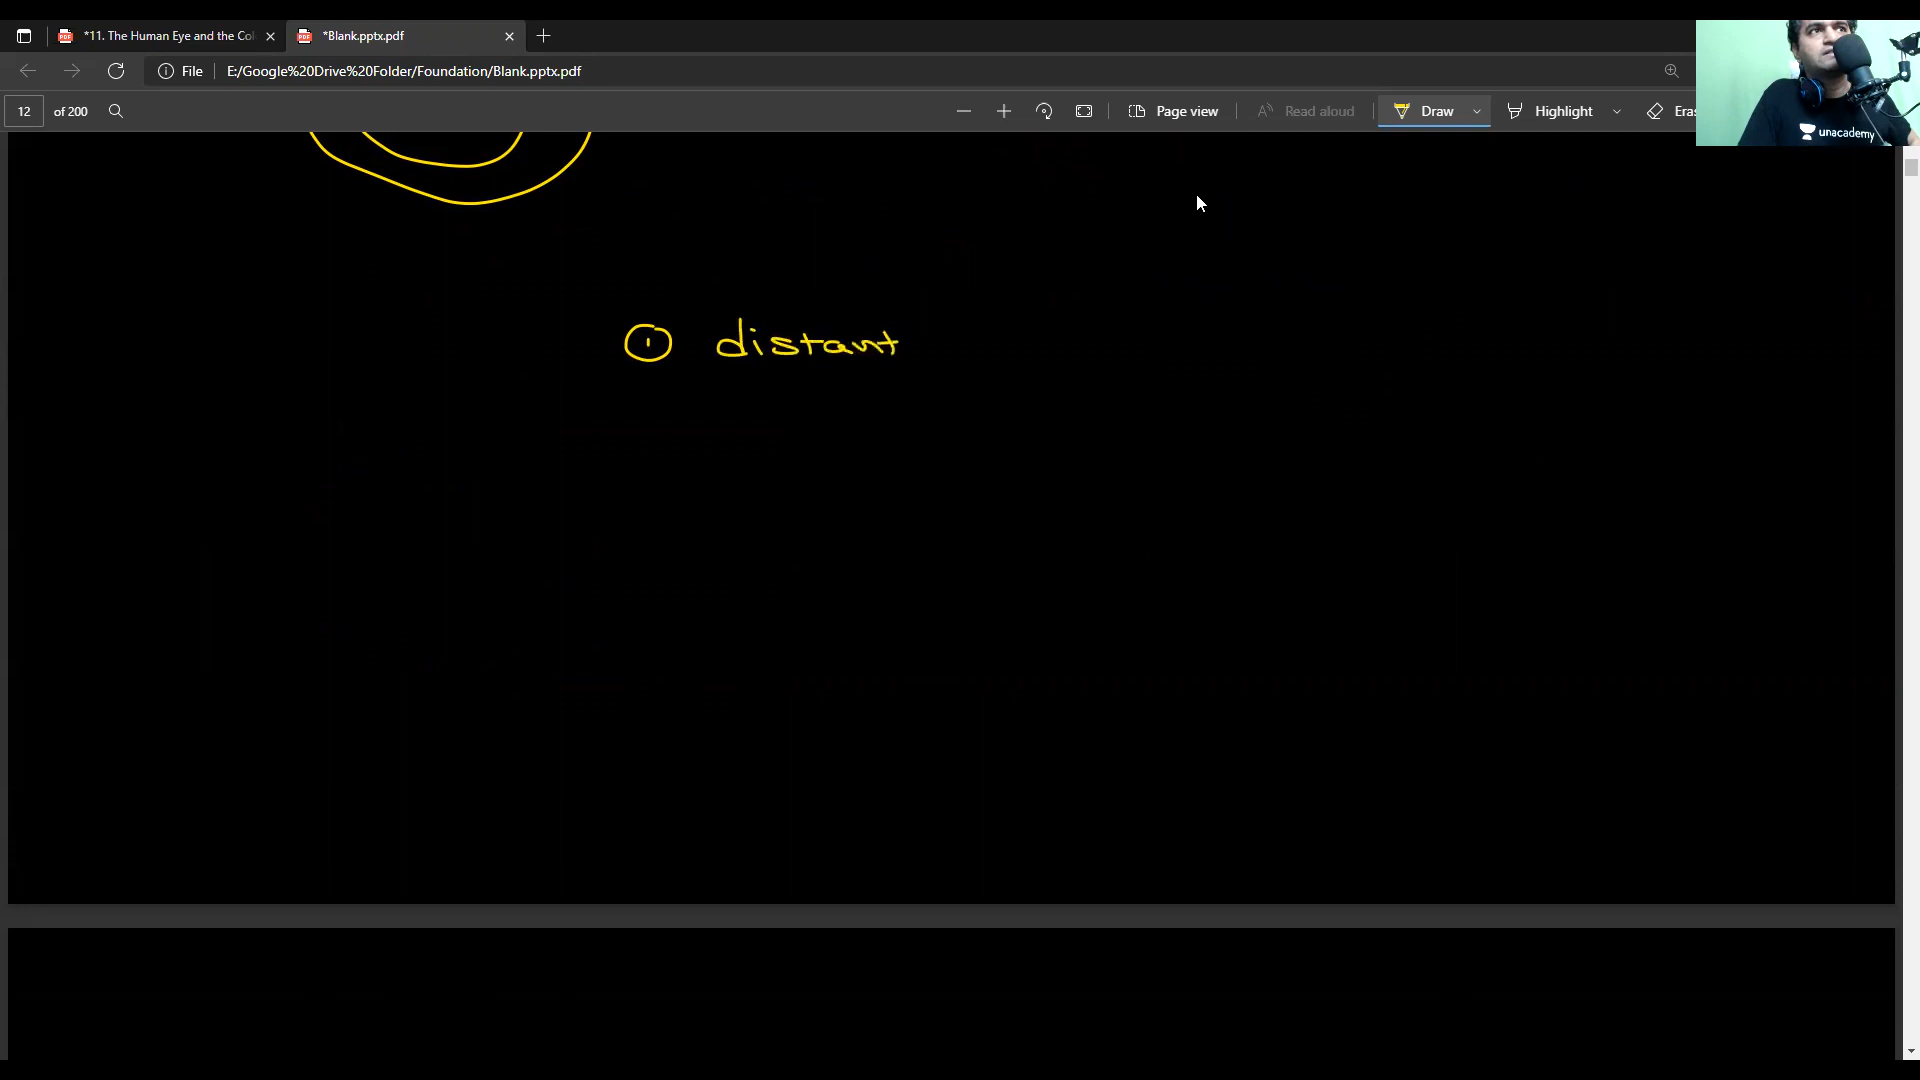 *11. The Human Eye and the Col
*Blank.pptx.pdf
File E:/Google%20Drive%20Folder/Foundation/Blank.pptx.pdf
12 of 200 Page view Read aloud Draw Highlight Eras
unacademy
① distant